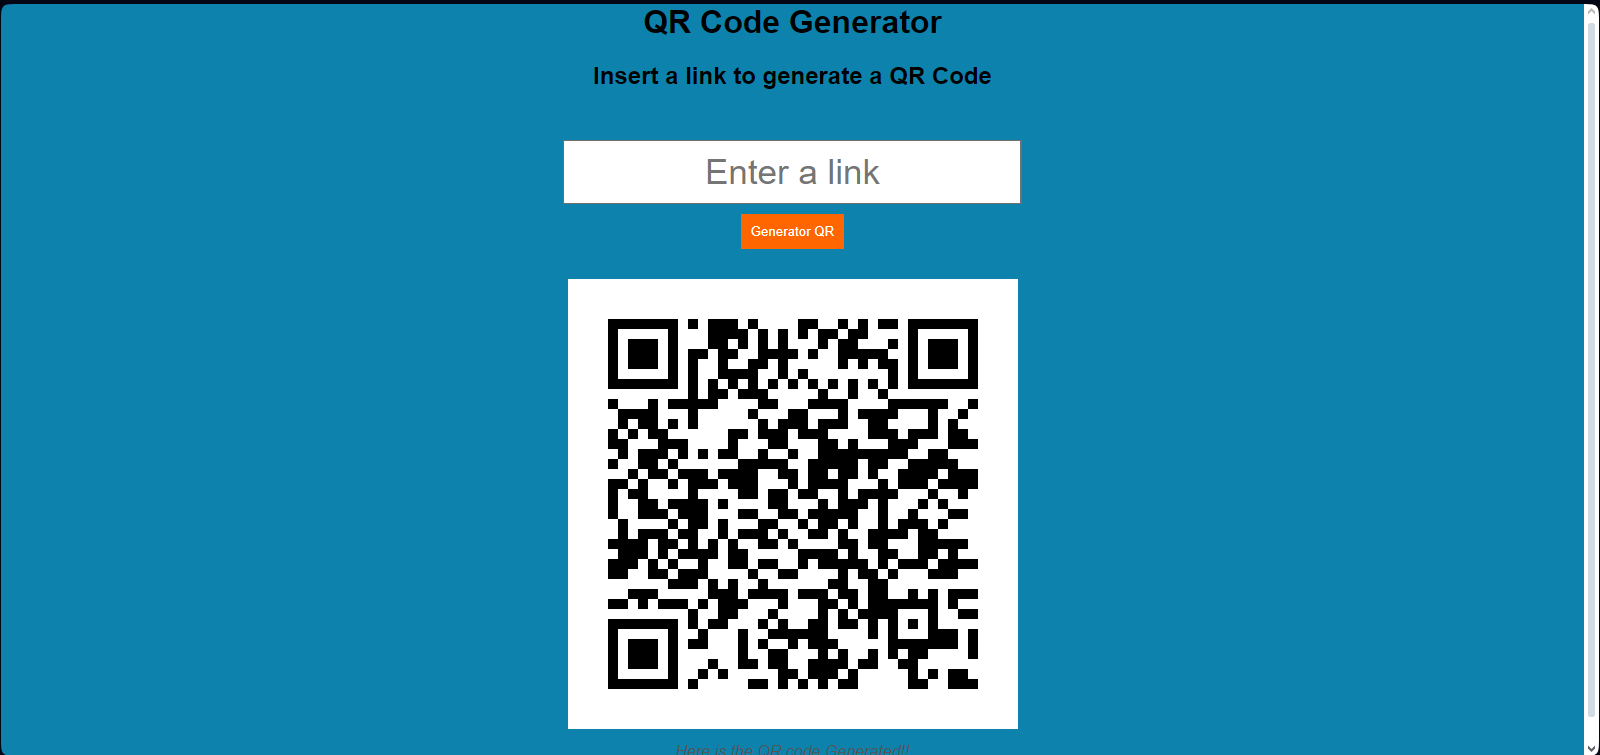 QR Code Generator
Insert a link to generate a QR Code
Enter a link
Generator QR
Here is the QR code Generated!!